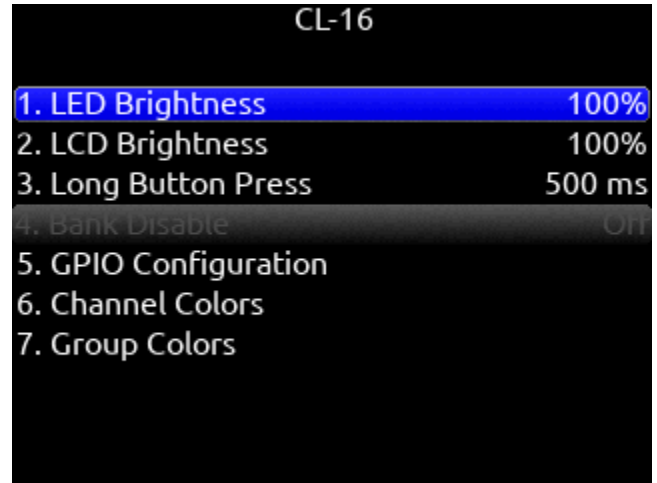 CL-16
1. LED Brightness 100%
2. LCD Brightness 100%
3. Long Button Press 500 ms
4. Bank Disable Off
5. GPIO Configuration
6. Channel Colors
7. Group Colors